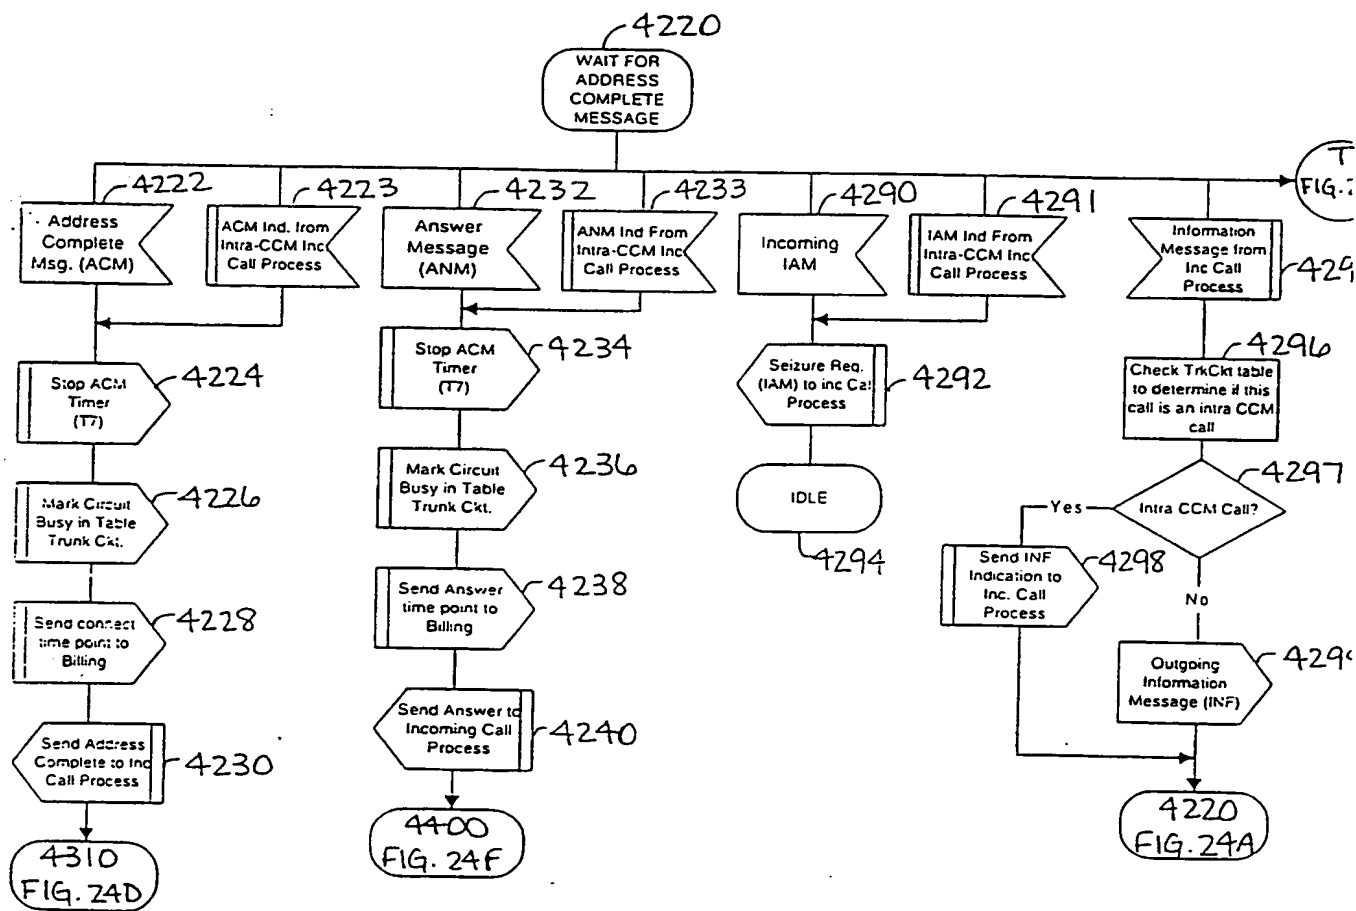 4220
WAIT FOR
ADDRESS
COMPLETE
MESSAGE
T
FIG.
4222
Address
Complete
Msg. (ACM)
4223
ACM Ind. from
Intra-CCM Inc
Call Process
4232
Answer
Message
(ANM)
4233
ANM Ind From
Intra-CCM Inc
Call Process
4290
Incoming
IAM
4291
IAM Ind From
Intra-CCM Inc
Call Process
Information
Message from
Inc Call
Process
429
Stop ACM
Timer
(T7)
4224
Stop ACM
Timer
(T7)
4234
Seizure Req.
(IAM) to inc Cal
Process
4292
4296
Check TrkCkt table
to determine if this
call is an intra CCM
call
Mark Circuit
Busy in Table
Trunk Ckt.
4226
Mark Circuit
Busy in Table
Trunk Ckt.
4236
IDLE
4294
4297
Intra CCM Call?
Yes
No
Send INF
Indication to
Inc. Call
Process
4298
Send connect
time point to
Billing
4228
Send Answer
time point to
Billing
4238
Outgoing
Information
Message (INF)
429
Send Address
Complete to Inc
Call Process
4230
Send Answer to
Incoming Call
Process
4240
4310
FIG. 24D
4400
FIG. 24F
4220
FIG. 24A